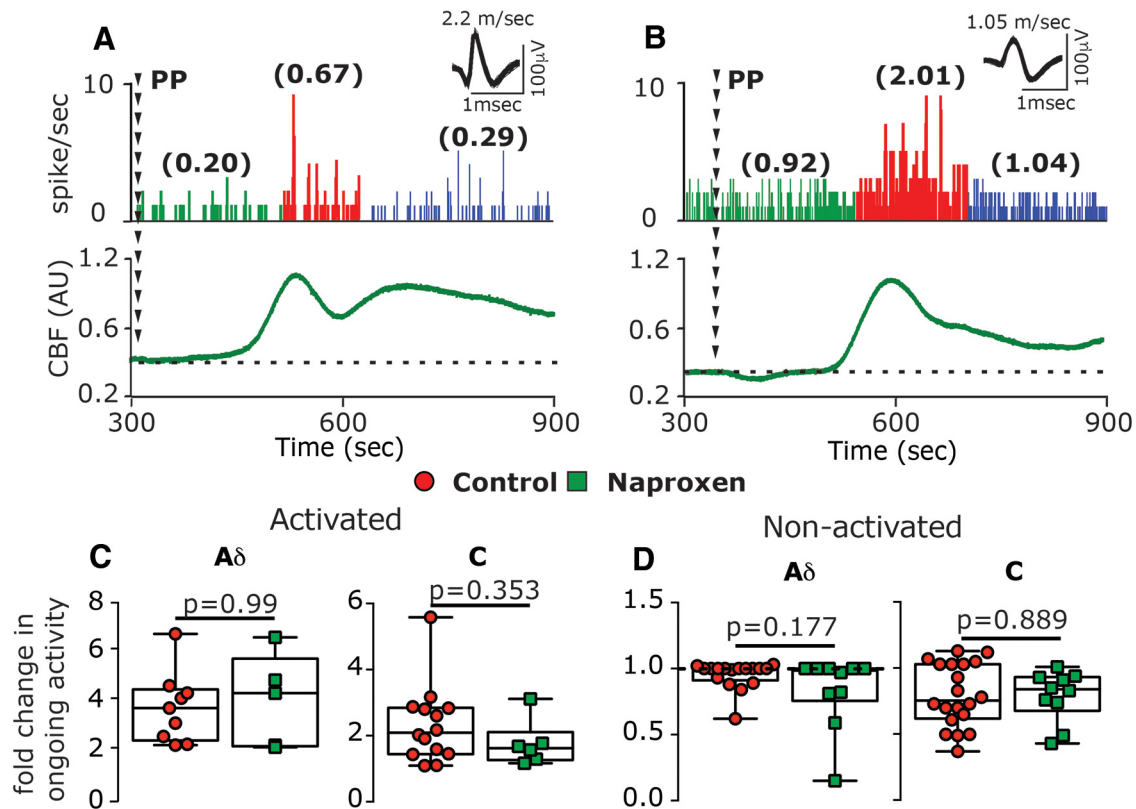 A
2.2 m/sec
100μV
1msec
PP
(0.67)
(0.20)
(0.29)
10
0
spike/sec
1.2
0.6
0.2
CBF (AU)
300
600
900
Time (sec)
B
1.05 m/sec
100μV
1msec
PP
(2.01)
(0.92)
(1.04)
10
0
1.2
0.6
0.2
300
600
900
Time (sec)
Control
Naproxen
Activated
Non-activated
C
Aδ
p=0.99
8
6
4
2
0
fold change in
ongoing activity
C
p=0.353
6
4
2
0
D
Aδ
p=0.177
1.5
1.0
0.5
0.0
C
p=0.889